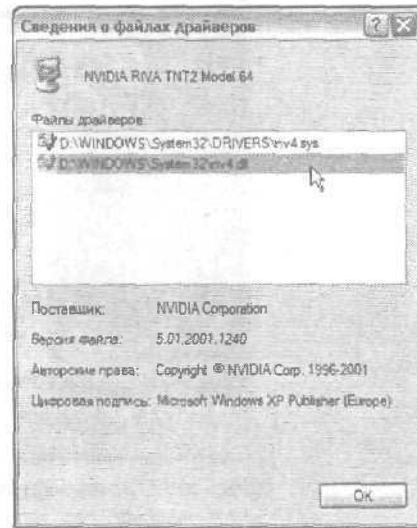 Сведения о файлах драйверов
NVIDIA RIVA TNT2 Model 64
Файлы драйверов:
D:\WINDOWS\System32\DRIVERS\nv4.sys
D:\WINDOWS\System32\nv4.dll
Поставщик: NVIDIA Corporation
Версия файла: 5.01.2001.1240
Авторские права: Copyright © NVIDIA Corp. 1996-2001
Цифровая подпись: Microsoft Windows XP Publisher (Europe)
OK